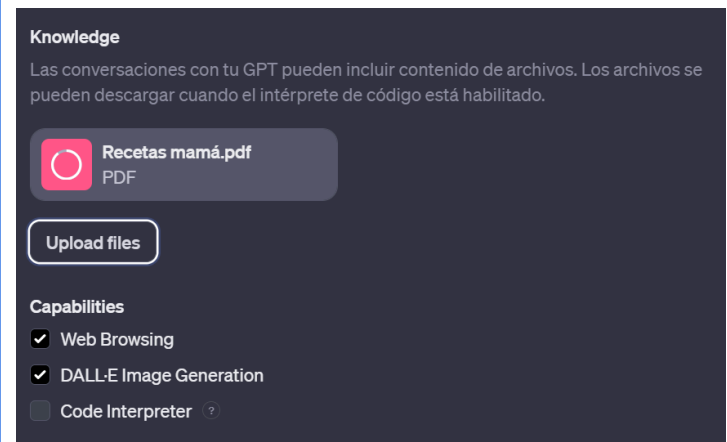 Knowledge
Las conversaciones con tu GPT pueden incluir contenido de archivos. Los archivos se
pueden descargar cuando el intérprete de código está habilitado.
Recetas mamá.pdf
PDF
Upload files
Capabilities
Web Browsing
DALL·E Image Generation
Code Interpreter ?